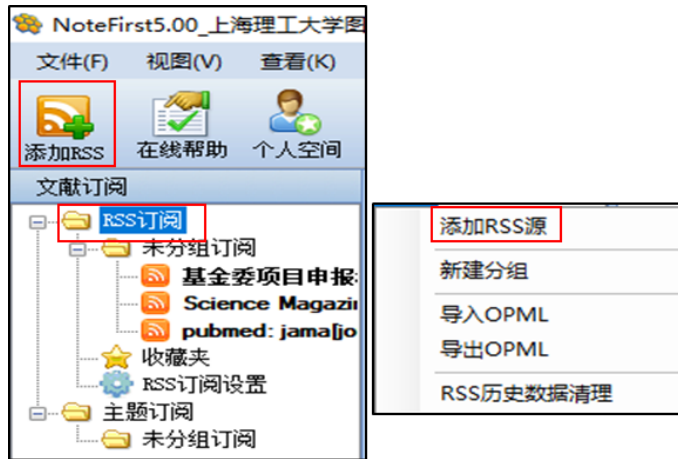 NoteFirst5.00_上海理工大学图
文件(F) 视图(V) 查看(K)
添加RSS 在线帮助 个人空间
文献订阅
RSS订阅
未分组订阅
基金委项目申报
Science Magazi
pubmed: jama[jo
收藏夹
RSS订阅设置
主题订阅
未分组订阅
添加RSS源
新建分组
导入OPML
导出OPML
RSS历史数据清理